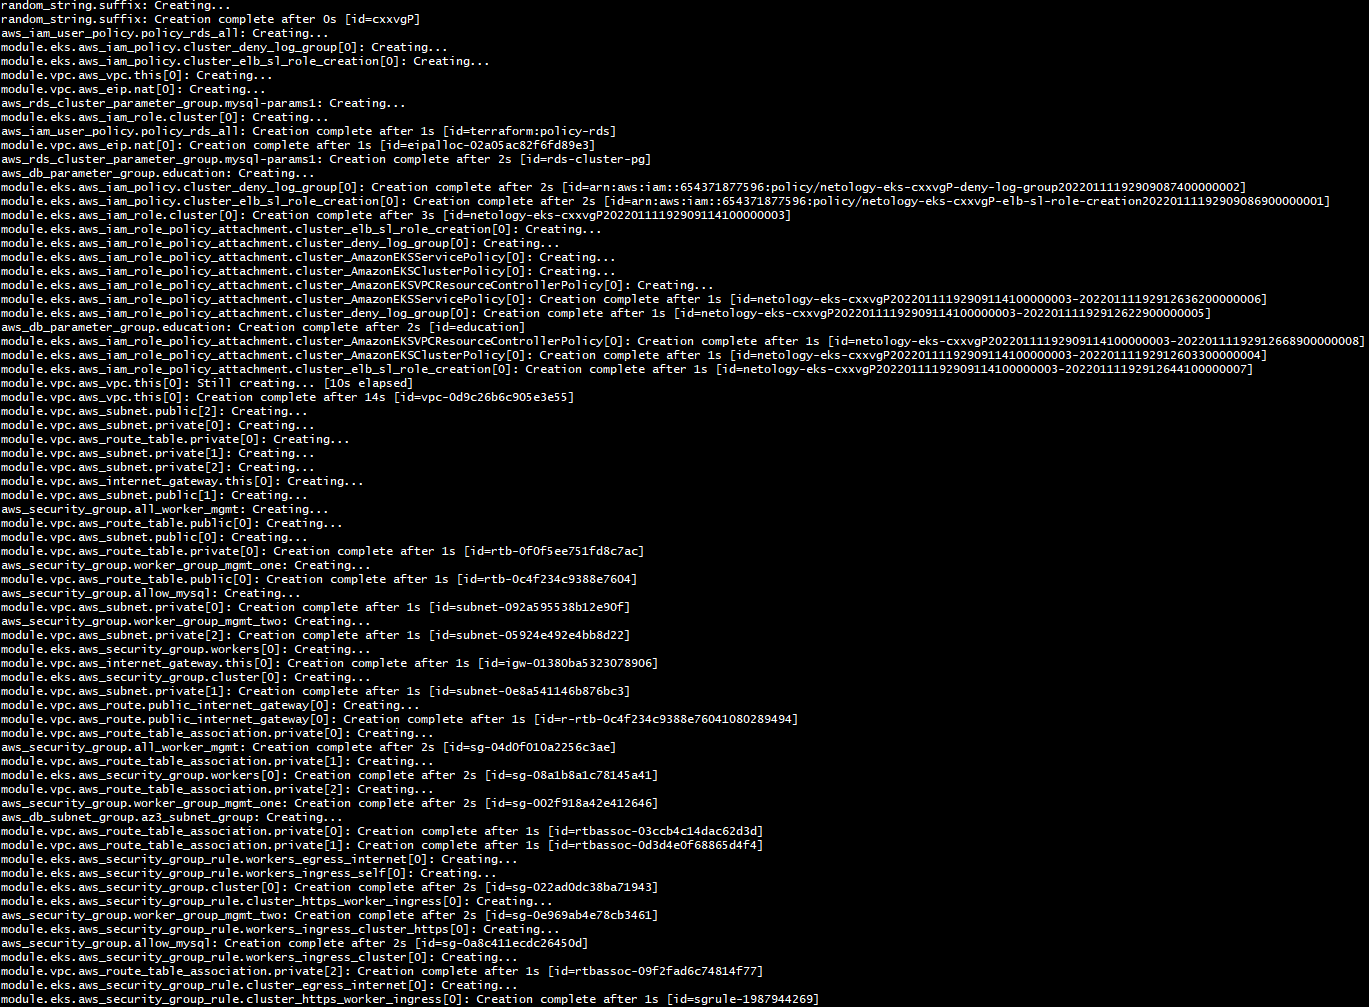 random_string.suffix: Creating...
random_string.suffix: Creation complete after 0s [id=cxxvgP]
aws_iam_user_policy.policy_rds_all: Creating...
module.eks.aws_iam_policy.cluster_deny_log_group[0]: Creating...
module.eks.aws_iam_policy.cluster_elb_sl_role_creation[0]: Creating...
module.vpc.aws_vpc.this[0]: Creating...
module.vpc.aws_eip.nat[0]: Creating...
aws_rds_cluster_parameter_group.mysql-params1: Creating...
module.eks.aws_iam_role.cluster[0]: Creating...
aws_iam_user_policy.policy_rds_all: Creation complete after 1s [id=terraform:policy-rds]
module.vpc.aws_eip.nat[0]: Creation complete after 1s [id=eipalloc-02a05ac82f6fd89e3]
aws_rds_cluster_parameter_group.mysql-params1: Creation complete after 2s [id=rds-cluster-pg]
aws_db_parameter_group.education: Creating...
module.eks.aws_iam_policy.cluster_deny_log_group[0]: Creation complete after 2s [id=arn:aws:iam::654371877596:policy/netology-eks-cxxvgP-deny-log-group20220111192909087400000002]
module.eks.aws_iam_policy.cluster_elb_sl_role_creation[0]: Creation complete after 2s [id=arn:aws:iam::654371877596:policy/netology-eks-cxxvgP-elb-sl-role-creation20220111192909086900000001]
module.eks.aws_iam_role.cluster[0]: Creation complete after 3s [id=netology-eks-cxxvgP20220111192909114100000003]
module.eks.aws_iam_role_policy_attachment.cluster_elb_sl_role_creation[0]: Creating...
module.eks.aws_iam_role_policy_attachment.cluster_deny_log_group[0]: Creating...
module.eks.aws_iam_role_policy_attachment.cluster_AmazonEKSServicePolicy[0]: Creating...
module.eks.aws_iam_role_policy_attachment.cluster_AmazonEKSClusterPolicy[0]: Creating...
module.eks.aws_iam_role_policy_attachment.cluster_AmazonEKSVPCResourceControllerPolicy[0]: Creating...
module.eks.aws_iam_role_policy_attachment.cluster_AmazonEKSServicePolicy[0]: Creation complete after 1s [id=netology-eks-cxxvgP20220111192909114100000003-20220111192912636200000006]
module.eks.aws_iam_role_policy_attachment.cluster_deny_log_group[0]: Creation complete after 1s [id=netology-eks-cxxvgP20220111192909114100000003-20220111192912622900000005]
aws_db_parameter_group.education: Creation complete after 2s [id=education]
module.eks.aws_iam_role_policy_attachment.cluster_AmazonEKSVPCResourceControllerPolicy[0]: Creation complete after 1s [id=netology-eks-cxxvgP20220111192909114100000003-20220111192912668900000008]
module.eks.aws_iam_role_policy_attachment.cluster_AmazonEKSClusterPolicy[0]: Creation complete after 1s [id=netology-eks-cxxvgP20220111192909114100000003-20220111192912603300000004]
module.eks.aws_iam_role_policy_attachment.cluster_elb_sl_role_creation[0]: Creation complete after 1s [id=netology-eks-cxxvgP20220111192909114100000003-20220111192912644100000007]
module.vpc.aws_vpc.this[0]: Still creating... [10s elapsed]
module.vpc.aws_vpc.this[0]: Creation complete after 14s [id=vpc-0d9c26b6c905e3e55]
module.vpc.aws_subnet.public[2]: Creating...
module.vpc.aws_subnet.private[0]: Creating...
module.vpc.aws_route_table.private[0]: Creating...
module.vpc.aws_subnet.private[1]: Creating...
module.vpc.aws_subnet.private[2]: Creating...
module.vpc.aws_internet_gateway.this[0]: Creating...
module.vpc.aws_subnet.public[1]: Creating...
aws_security_group.all_worker_mgmt: Creating...
module.vpc.aws_route_table.public[0]: Creating...
module.vpc.aws_subnet.public[0]: Creating...
module.vpc.aws_route_table.private[0]: Creation complete after 1s [id=rtb-0f0f5ee751fd8c7ac]
aws_security_group.worker_group_mgmt_one: Creating...
module.vpc.aws_route_table.public[0]: Creation complete after 1s [id=rtb-0c4f234c9388e7604]
aws_security_group.allow_mysql: Creating...
module.vpc.aws_subnet.private[0]: Creation complete after 1s [id=subnet-092a595538b12e90f]
aws_security_group.worker_group_mgmt_two: Creating...
module.vpc.aws_subnet.private[2]: Creation complete after 1s [id=subnet-05924e492e4bb8d22]
module.eks.aws_security_group.workers[0]: Creating...
module.vpc.aws_internet_gateway.this[0]: Creation complete after 1s [id=igw-01380ba5323078906]
module.eks.aws_security_group.cluster[0]: Creating...
module.vpc.aws_subnet.private[1]: Creation complete after 1s [id=subnet-0e8a541146b876bc3]
module.vpc.aws_route.public_internet_gateway[0]: Creating...
module.vpc.aws_route.public_internet_gateway[0]: Creation complete after 1s [id=r-rtb-0c4f234c9388e76041080289494]
module.vpc.aws_route_table_association.private[0]: Creating...
aws_security_group.all_worker_mgmt: Creation complete after 2s [id=sg-04d0f010a2256c3ae]
module.vpc.aws_route_table_association.private[1]: Creating...
module.eks.aws_security_group.workers[0]: Creation complete after 2s [id=sg-08a1b8a1c78145a41]
module.vpc.aws_route_table_association.private[2]: Creating...
aws_security_group.worker_group_mgmt_one: Creation complete after 2s [id=sg-002f918a42e412646]
aws_db_subnet_group.az3_subnet_group: Creating...
module.vpc.aws_route_table_association.private[0]: Creation complete after 1s [id=rtbassoc-03ccb4c14dac62d3d]
module.vpc.aws_route_table_association.private[1]: Creation complete after 1s [id=rtbassoc-0d3d4e0f68865d4f4]
module.eks.aws_security_group_rule.workers_egress_internet[0]: Creating...
module.eks.aws_security_group_rule.workers_ingress_self[0]: Creating...
module.eks.aws_security_group.cluster[0]: Creation complete after 2s [id=sg-022ad0dc38ba71943]
module.eks.aws_security_group_rule.cluster_https_worker_ingress[0]: Creating...
aws_security_group.worker_group_mgmt_two: Creation complete after 2s [id=sg-0e969ab4e78cb3461]
module.eks.aws_security_group_rule.workers_ingress_cluster_https[0]: Creating...
aws_security_group.allow_mysql: Creation complete after 2s [id=sg-0a8c411ecdc26450d]
module.eks.aws_security_group_rule.workers_ingress_cluster[0]: Creating...
module.vpc.aws_route_table_association.private[2]: Creation complete after 1s [id=rtbassoc-09f2fad6c74814f77]
module.eks.aws_security_group_rule.cluster_egress_internet[0]: Creating...
module.eks.aws_security_group_rule.cluster_https_worker_ingress[0]: Creation complete after 1s [id=sgrule-1987944269]